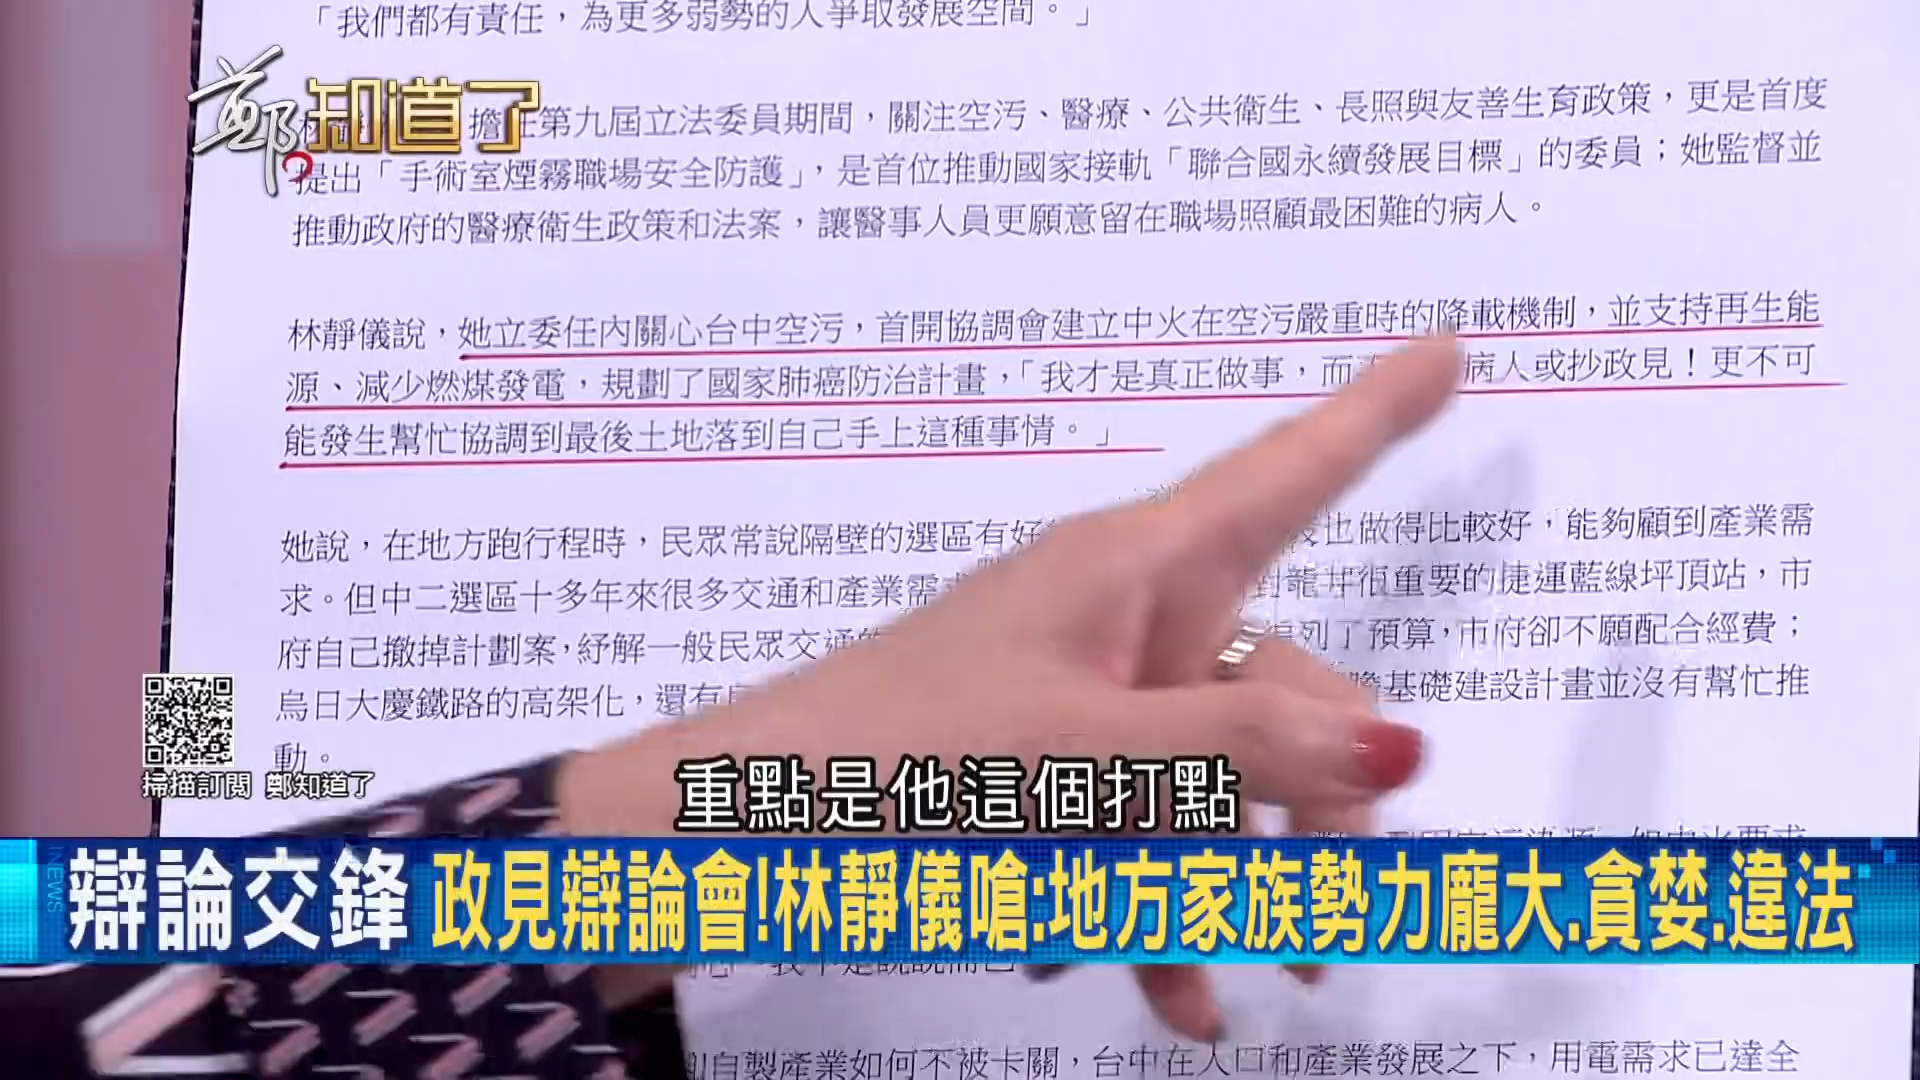 「我們都有責任，為更多弱勢的人爭取發展空間。」
鄭知道了
擔任第九屆立法委員期間，關注空污、醫療、公共衛生、長照與友善生育政策，更是首度
提出「手術室煙霧職場安全防護」，是首位推動國家接軌「聯合國永續發展目標」的委員；她監督並
推動政府的醫療衛生政策和法案，讓醫事人員更願意留在職場照顧最困難的病人。
林靜儀說，她立委任內關心台中空污，首開協調會建立中火在空污嚴重時的降載機制，並支持再生能
源、減少燃煤發電，規劃了國家肺癌防治計畫，「我才是真正做事，而 病人或抄政見！更不可
能發生幫忙協調到最後土地落到自己手上這種事情。」
她說，在地方跑行程時，民眾常說隔壁的選區有好 也做得比較好，能夠顧到產業需
求。但中二選區十多年來很多交通和產業需求 很重要的捷運藍線坪頂站，市
府自己撤掉計劃案，紓解一般民眾交通 列了預算，市府卻不願配合經費；
烏日大慶鐵路的高架化，還有 基礎建設計畫並沒有幫忙推
動。
掃描訂閱 鄭知道了
重點是他這個打點
NEWS
辯論交鋒 政見辯論會!林靜儀嗆:地方家族勢力龐大.貪婪.違法
自製產業如何不被卡關，台中在人口和產業發展之下，用電需求已達全